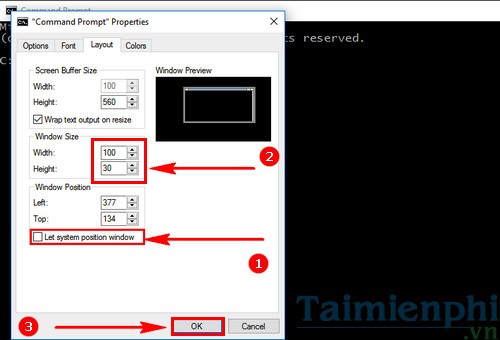 Command Prompt
"Command Prompt" Properties
Options Font Layout Colors
Screen Buffer Size
Width: 100
Height: 560
Wrap text output on resize
Window Size
Width: 100
Height: 30
Window Position
Left: 377
Top: 134
Let system position window
Window Preview
OK Cancel
M
(c
ts reserved.
C:
2
1
3
Taimienphi
.vn